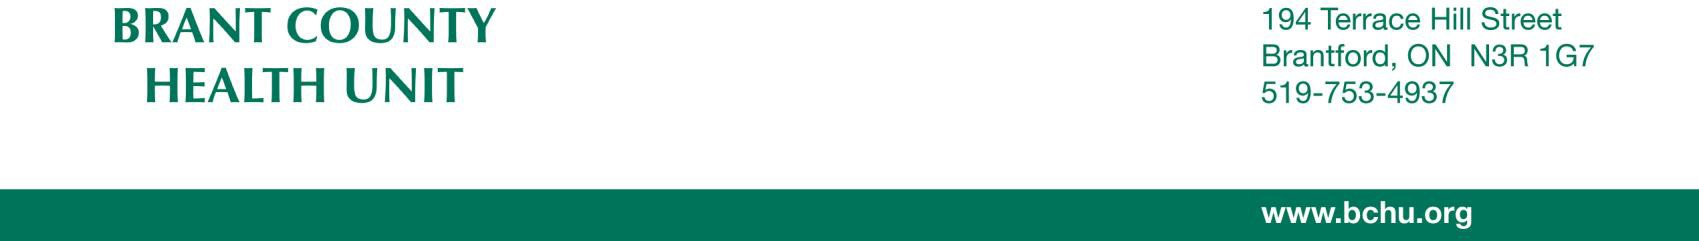 BRANT COUNTY
HEALTH UNIT
194 Terrace Hill Street
Brantford, ON  N3R 1G7
519-753-4937
www.bchu.org